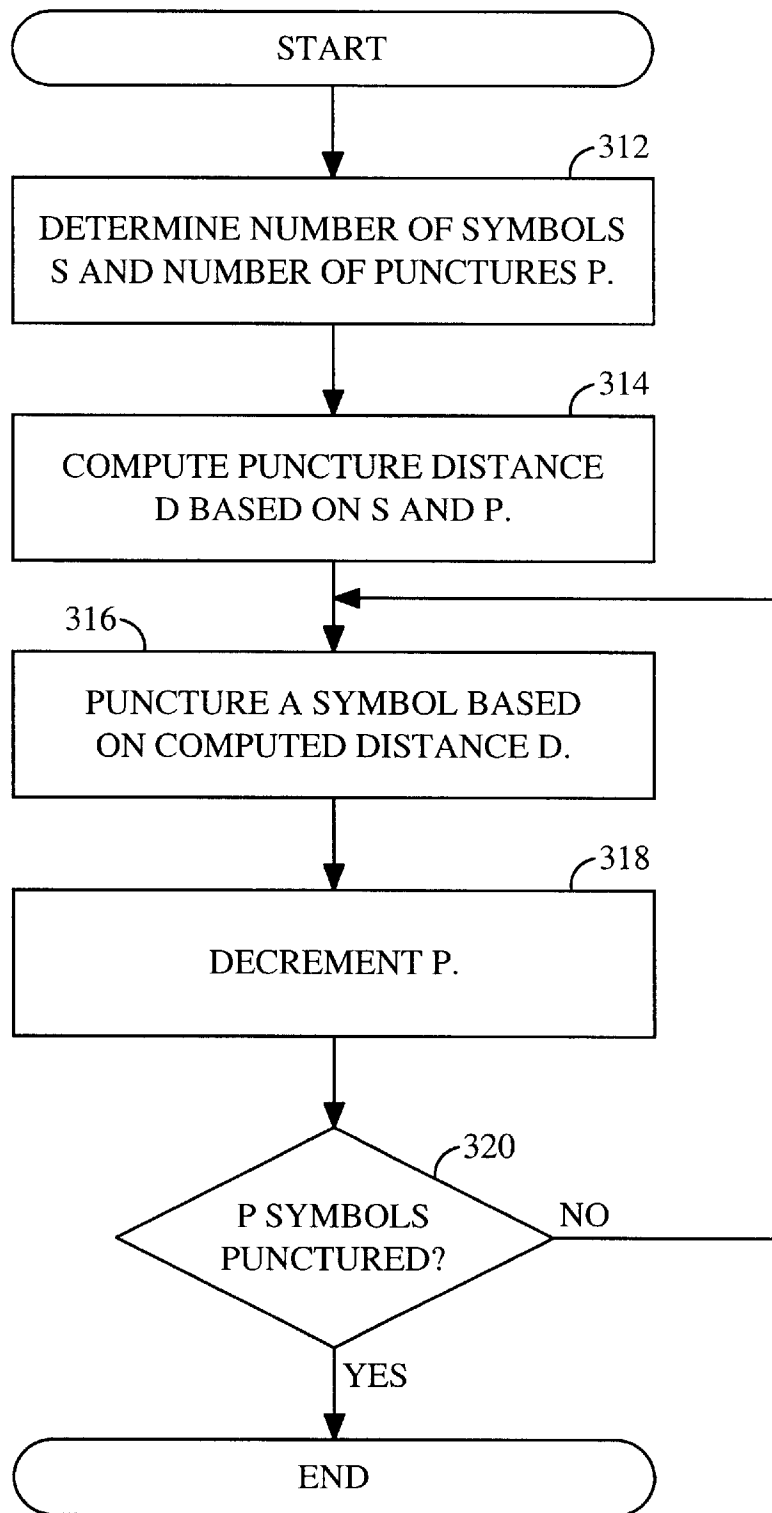 START
312
DETERMINE NUMBER OF SYMBOLS
S AND NUMBER OF PUNCTURES P.
314
COMPUTE PUNCTURE DISTANCE
D BASED ON S AND P.
316
PUNCTURE A SYMBOL BASED
ON COMPUTED DISTANCE D.
318
DECREMENT P.
320
P SYMBOLS
PUNCTURED?
NO
YES
END